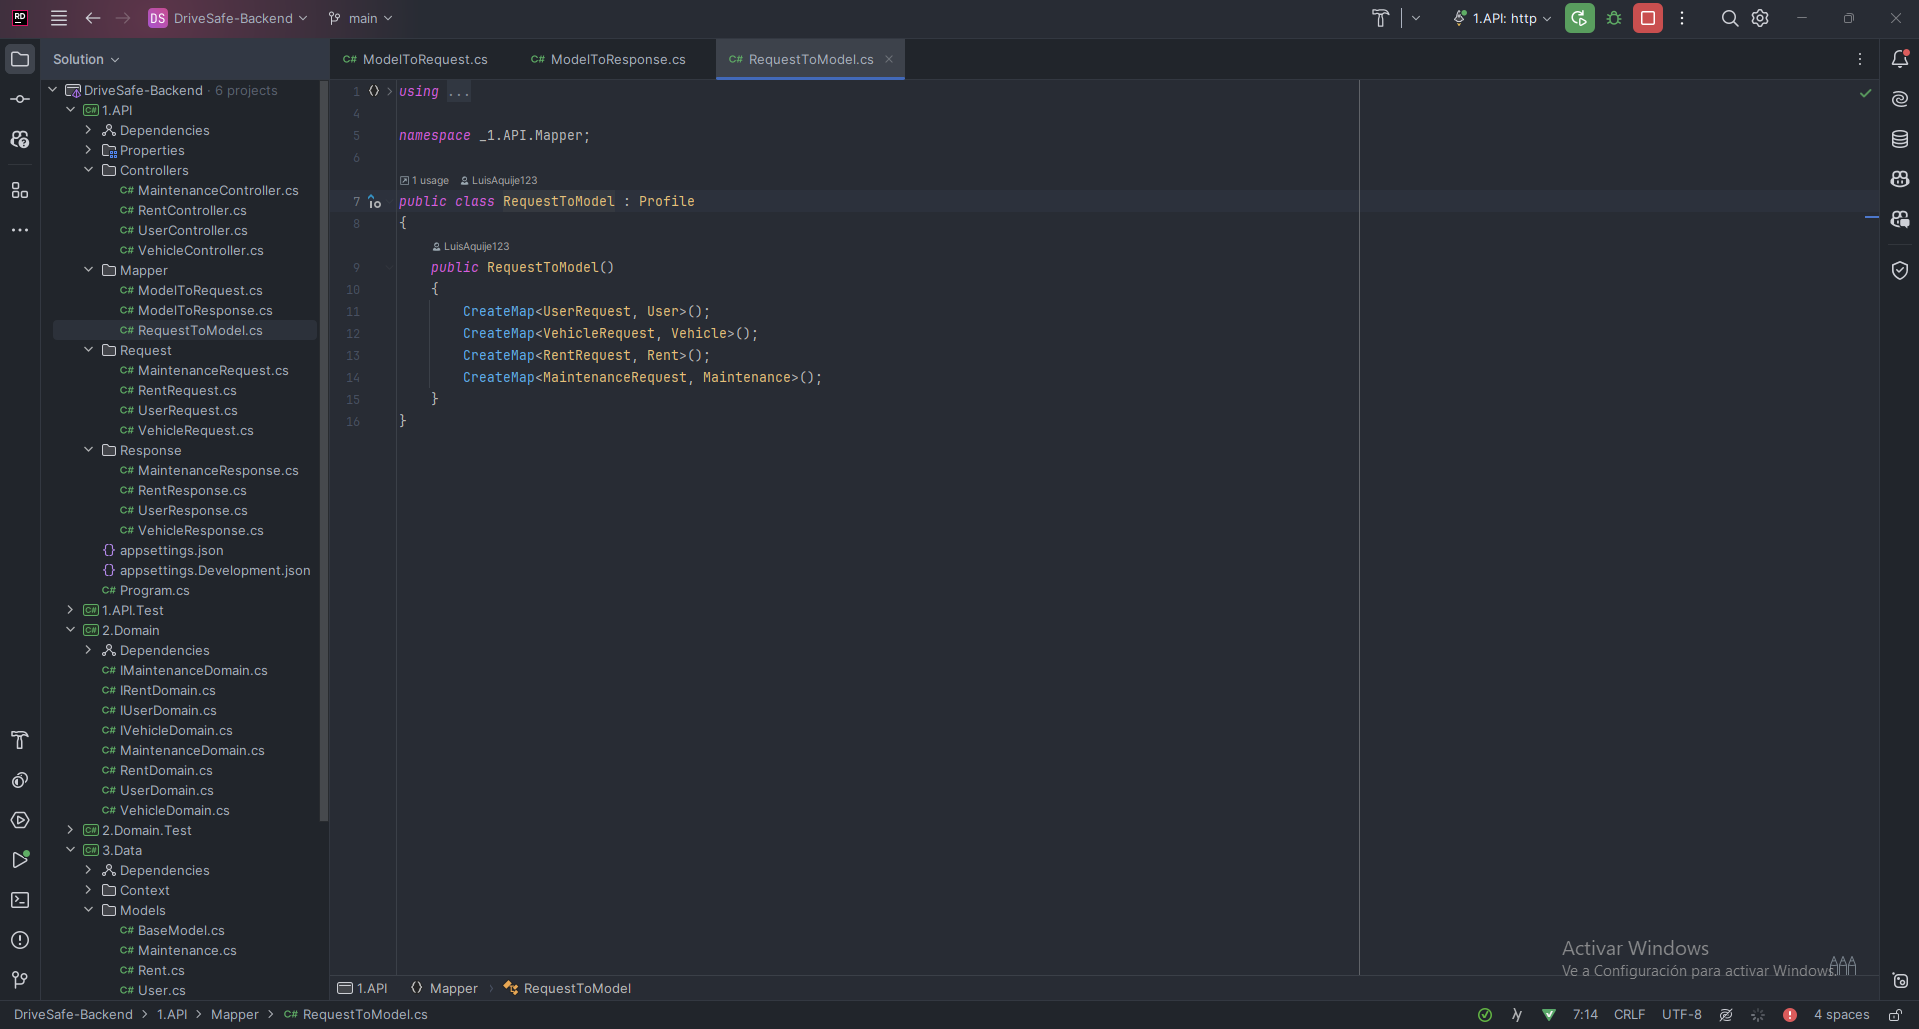 RD DS DriveSafe-Backend main 1.API: http
Solution
C# ModelToRequest.cs C# ModelToResponse.cs C# RequestToModel.cs
DriveSafe-Backend · 6 projects
C# 1.API
Dependencies
Properties
Controllers
C# MaintenanceController.cs
C# RentController.cs
C# UserController.cs
C# VehicleController.cs
Mapper
C# ModelToRequest.cs
C# ModelToResponse.cs
C# RequestToModel.cs
Request
C# MaintenanceRequest.cs
C# RentRequest.cs
C# UserRequest.cs
C# VehicleRequest.cs
Response
C# MaintenanceResponse.cs
C# RentResponse.cs
C# UserResponse.cs
C# VehicleResponse.cs
{} appsettings.json
{} appsettings.Development.json
C# Program.cs
C# 1.API.Test
C# 2.Domain
Dependencies
C# IMaintenanceDomain.cs
C# IRentDomain.cs
C# IUserDomain.cs
C# IVehicleDomain.cs
C# MaintenanceDomain.cs
C# RentDomain.cs
C# UserDomain.cs
C# VehicleDomain.cs
C# 2.Domain.Test
C# 3.Data
Dependencies
Context
Models
C# BaseModel.cs
C# Maintenance.cs
C# Rent.cs
C# User.cs
1 using ...
4
5 namespace _1.API.Mapper;
6
1 usage LuisAquije123
7 public class RequestToModel : Profile
8 {
LuisAquije123
9 public RequestToModel()
10 {
11 CreateMap<UserRequest, User>();
12 CreateMap<VehicleRequest, Vehicle>();
13 CreateMap<RentRequest, Rent>();
14 CreateMap<MaintenanceRequest, Maintenance>();
15 }
16 }
Activar Windows
Ve a Configuración para activar Windows.
1.API Mapper RequestToModel
DriveSafe-Backend 1.API Mapper C# RequestToModel.cs 7:14 CRLF UTF-8 4 spaces